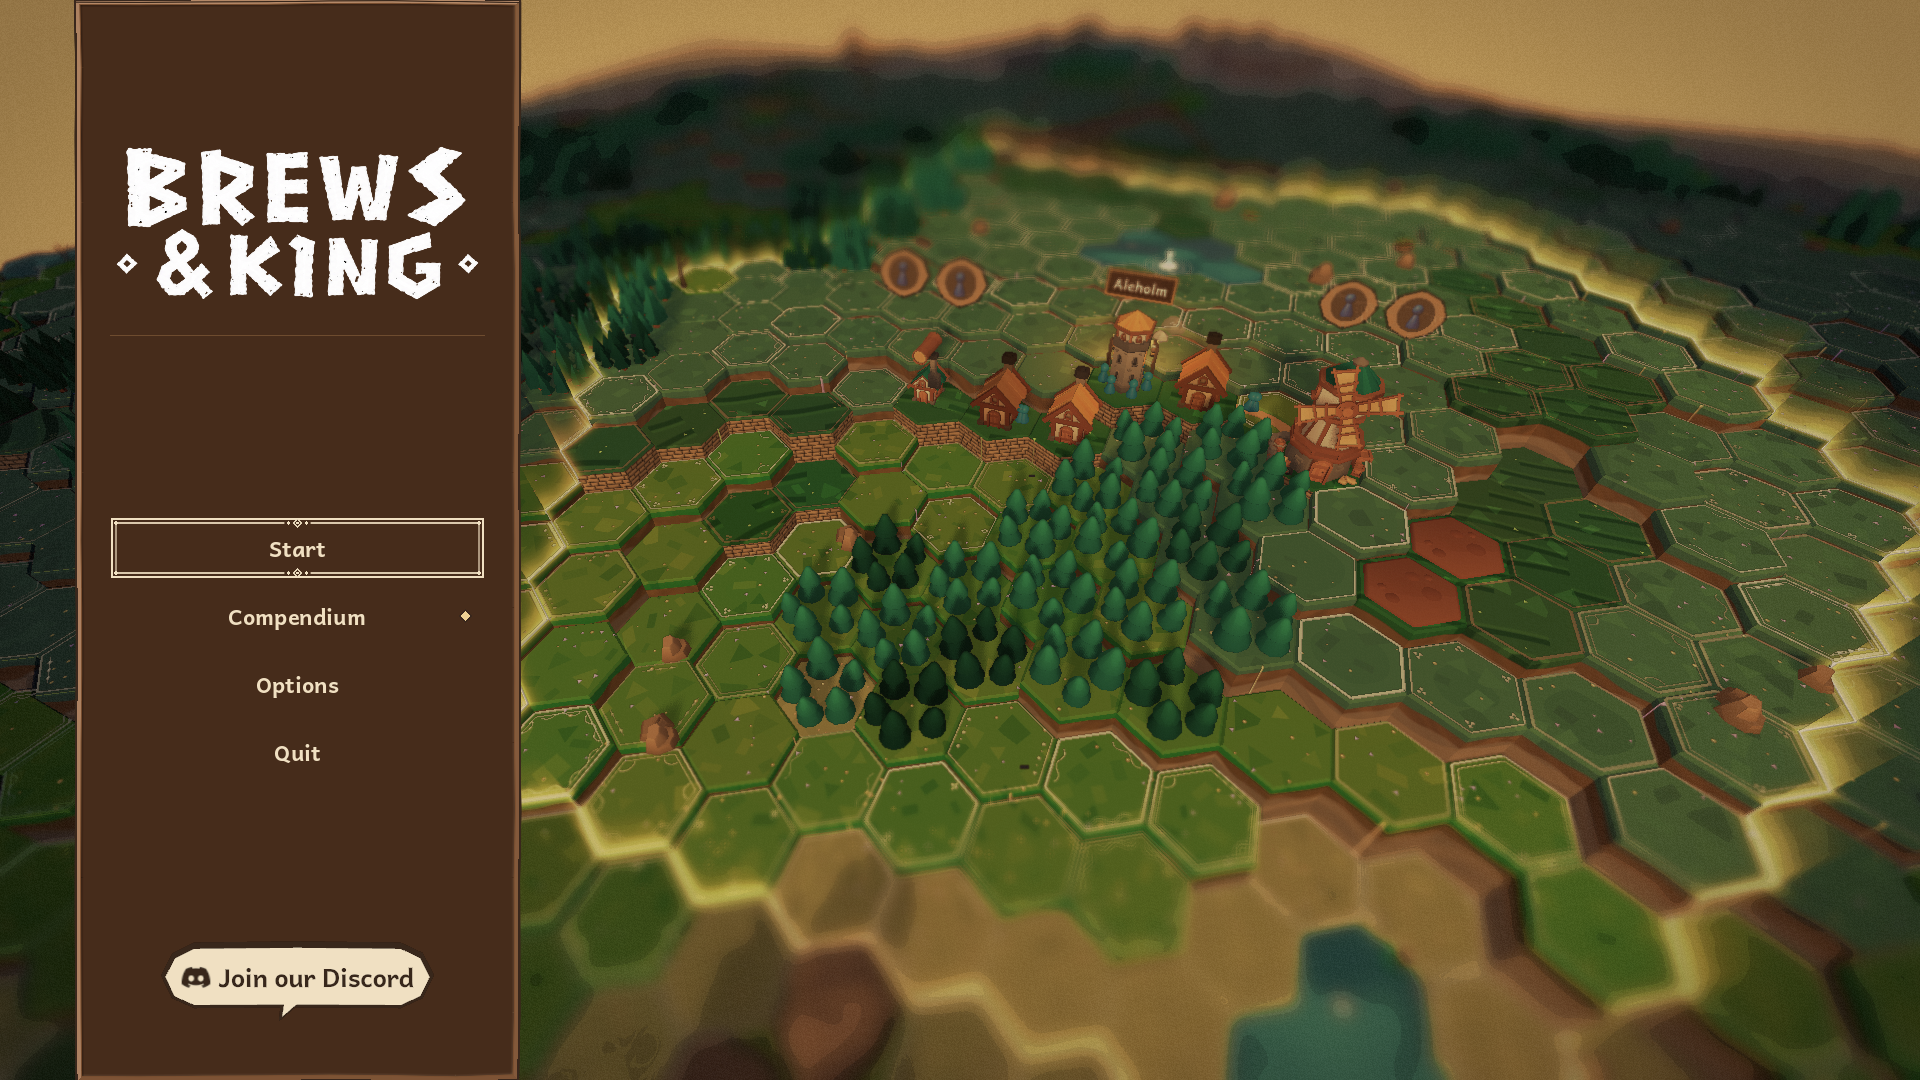 BREWS
& KING
Start
Compendium
Options
Quit
Join our Discord
Aleholm